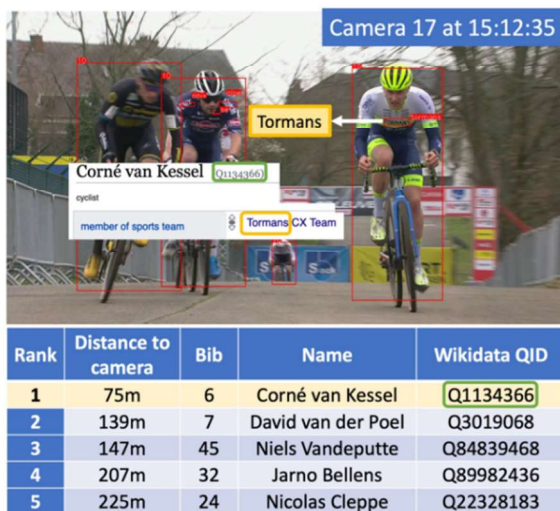 Camera 17 at 15:12:35
Tormans
Corné van Kessel Q1134366)
cyclist
member of sports team Tormans CX Team
Rank Distance to camera Bib Name Wikidata QID
1 75m 6 Corné van Kessel Q1134366
2 139m 7 David van der Poel Q3019068
3 147m 45 Niels Vandeputte Q84839468
4 207m 32 Jarno Bellens Q89982436
5 225m 24 Nicolas Cleppe Q22328183